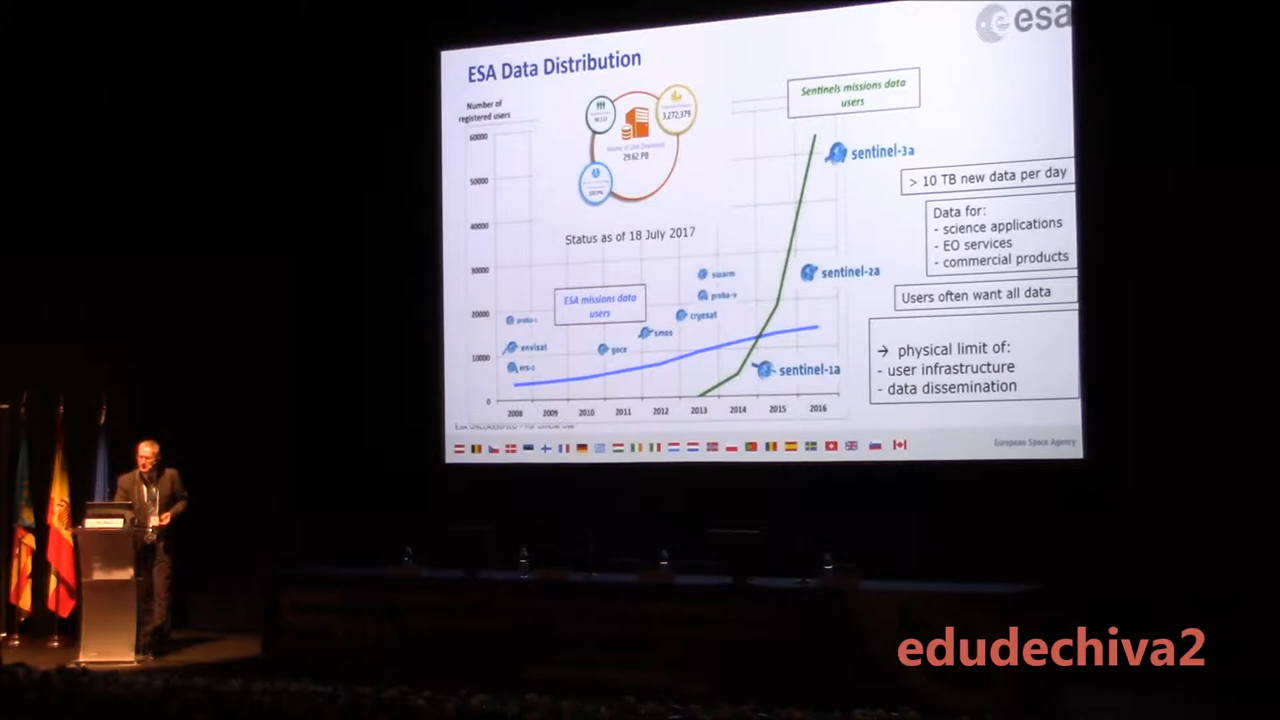 esa
ESA Data Distribution
Number of
registered users
60000
50000
40000
30000
20000
10000
0
3,272,379
29.62 PB
Status as of 18 July 2017
ESA missions data
users
Sentinels missions data
users
swarm
proba-v
cryosat
smos
goce
envisat
sentinel-3a
sentinel-2a
sentinel-1a
2008 2009 2010 2011 2012 2013 2014 2015 2016
> 10 TB new data per day
Data for:
- science applications
- EO services
- commercial products
Users often want all data
→ physical limit of:
- user infrastructure
- data dissemination
European Space Agency
edudechiva2